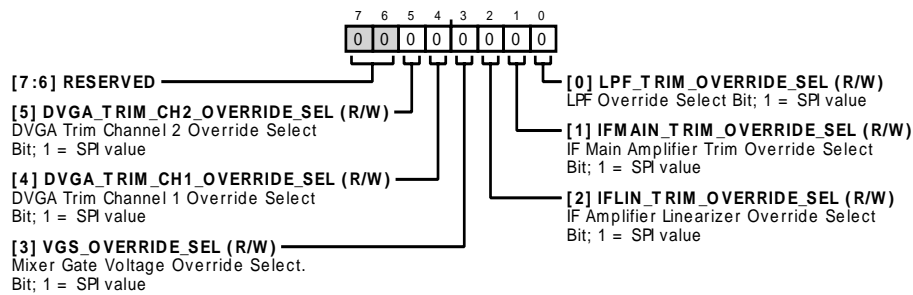 7 6 5 4 3 2 1 0
0 0 0 0 0 0 0 0
[7:6] RESERVED
[5] DVGA_TRIM_CH2_OVERRIDE_SEL (R/W)
DVGA Trim Channel 2 Override Select
Bit; 1 = SPI value
[4] DVGA_TRIM_CH1_OVERRIDE_SEL (R/W)
DVGA Trim Channel 1 Override Select
Bit; 1 = SPI value
[3] VGS_OVERRIDE_SEL (R/W)
Mixer Gate Voltage Override Select.
Bit; 1 = SPI value
[0] LPF_TRIM_OVERRIDE_SEL (R/W)
LPF Override Select Bit; 1 = SPI value
[1] IFMAIN_TRIM_OVERRIDE_SEL (R/W)
IF Main Amplifier Trim Override Select
Bit; 1 = SPI value
[2] IFLIN_TRIM_OVERRIDE_SEL (R/W)
IF Amplifier Linearizer Override Select
Bit; 1 = SPI value